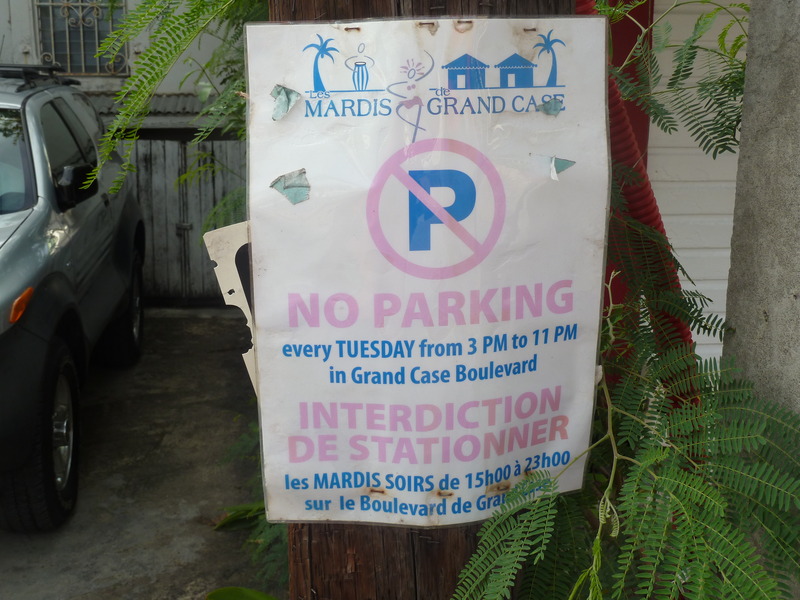 Les MARDIS de GRAND CASE
P
NO PARKING
every TUESDAY from 3 PM to 11 PM
in Grand Case Boulevard
INTERDICTION
DE STATIONNER
les MARDIS SOIRS de 15h00 à 23h00
sur le Boulevard de